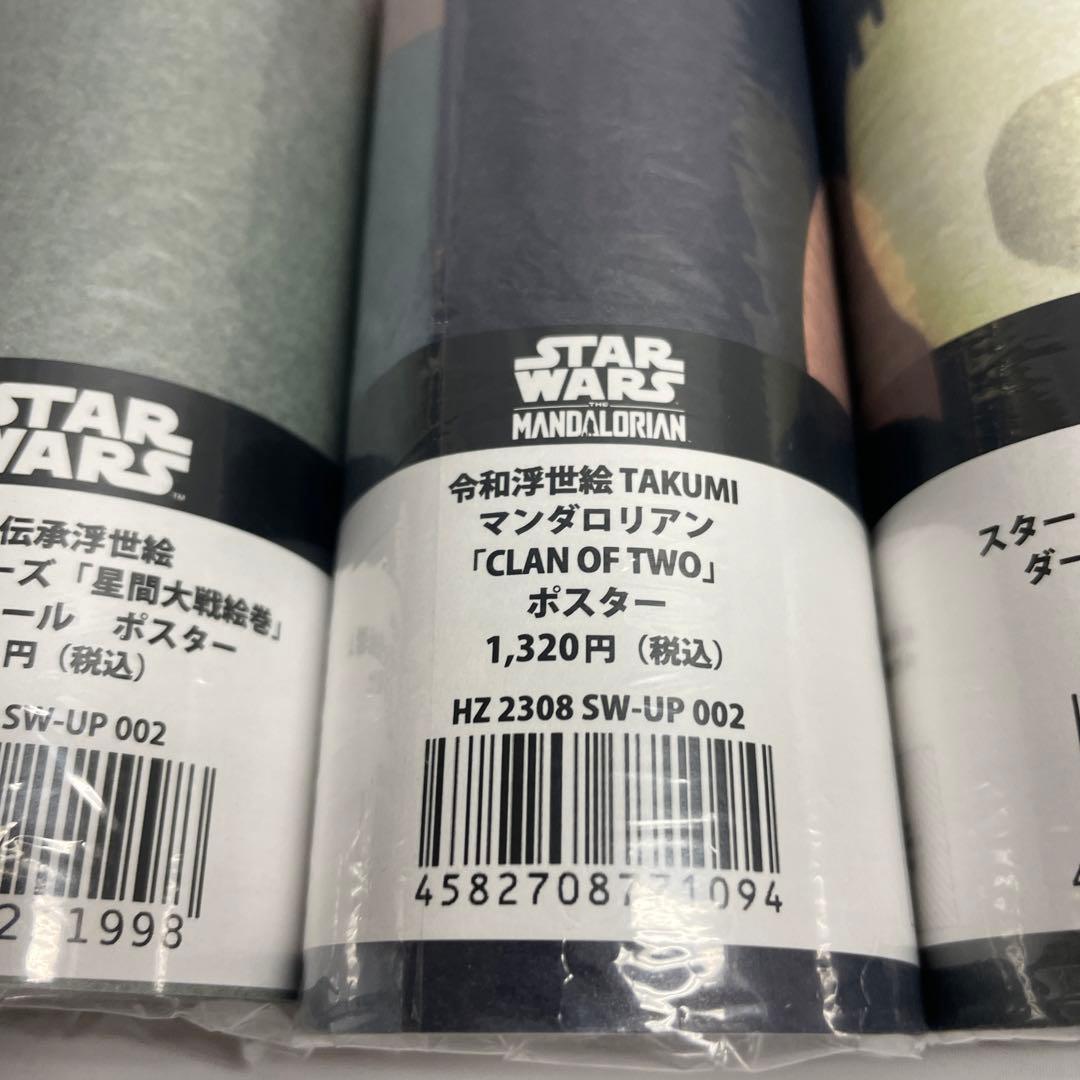 STAR
WARS
™
伝承浮世絵
ーズ「星間大戦絵巻」
ール ポスター
円（税込）
SW-UP 002
1998
STAR
WARS
THE
MANDALORIAN
令和浮世絵 TAKUMI
マンダロリアン
「CLAN OF TWO」
ポスター
1,320円（税込）
HZ 2308 SW-UP 002
4582708771094
スター
ダー